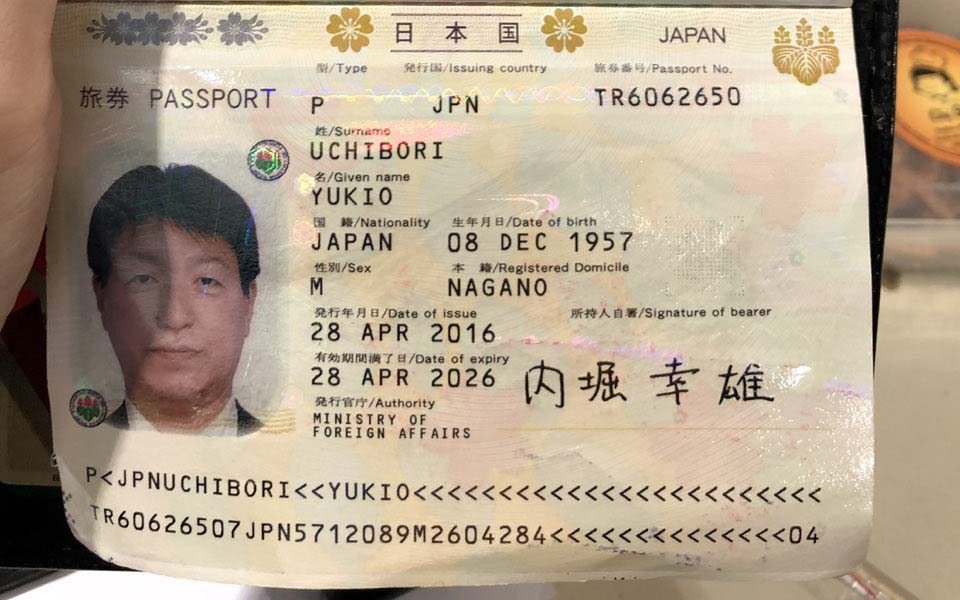 日本国 JAPAN
型/Type 発行国/Issuing country 旅券番号/Passport No.
旅券 PASSPORT P JPN TR6062650
姓/Surname
UCHIBORI
名/Given name
YUKIO
国 籍/Nationality 生年月日/Date of birth
JAPAN 08 DEC 1957
性別/Sex 本 籍/Registered Domicile
M NAGANO
発行年月日/Date of issue 所持人自署/Signature of bearer
28 APR 2016
有効期間満了日/Date of expiry
28 APR 2026
内堀 幸雄
発行官庁/Authority
MINISTRY OF
FOREIGN AFFAIRS
P<JPNUCHIBORI<<YUKIO<<<<<<<<<<<<<<<<<<<<<<<<
TR60626507JPN5712089M2604284<<<<<<<<<<<<<<04